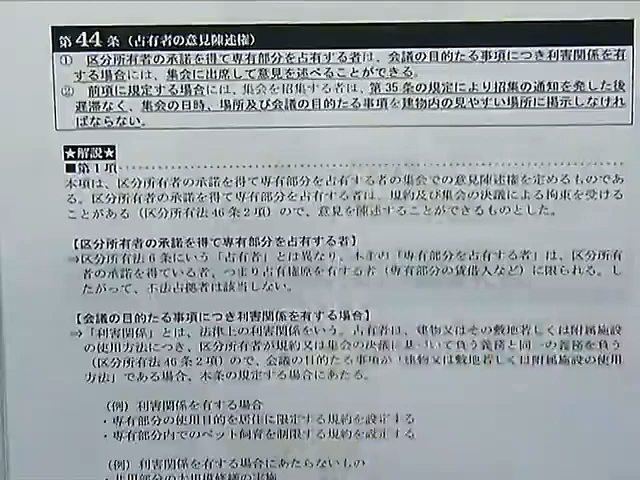 第44条（占有者の意見陳述権）
① 区分所有者の承諾を得て専有部分を占有する者は、会議の目的たる事項につき利害関係を有
する場合には、集会に出席して意見を述べることができる。
② 前項に規定する場合には、集会を招集する者は、第35条の規定により招集の通知を発した後
遅滞なく、集会の日時、場所及び会議の目的たる事項を建物内の見やすい場所に掲示しなけれ
ばならない。
★解説★
■第1項
本項は、区分所有者の承諾を得て専有部分を占有する者の集会での意見陳述権を定めるものであ
る。区分所有者の承諾を得て専有部分を占有する者は、規約及び集会の決議による拘束を受ける
ことがある（区分所有法46条2項）ので、意見を陳述することができるものとした。
【区分所有者の承諾を得て専有部分を占有する者】
⇒区分所有法6条にいう「占有者」とは異なり、本条の「専有部分を占有する者」は、区分所有
者の承諾を得ている者、つまり占有権原を有する者（専有部分の賃借人など）に限られる。し
たがって、不法占拠者は該当しない。
【会議の目的たる事項につき利害関係を有する場合】
⇒「利害関係」とは、法律上の利害関係をいう。占有者は、建物又はその敷地若しくは附属施設
の使用方法につき、区分所有者が規約又は集会の決議に基づいて負う義務と同一の義務を負う
（区分所有法46条2項）ので、会議の目的たる事項が「建物又は敷地若しくは附属施設の使用
方法」である場合、本条の規定する場合にあたる。
（例）利害関係を有する場合
・専有部分の使用目的を居住に限定する規約を設定する
・専有部分内でのペット飼育を制限する規約を設定する
（例）利害関係を有する場合にあたらないもの
・共用部分の大規模修繕の実施